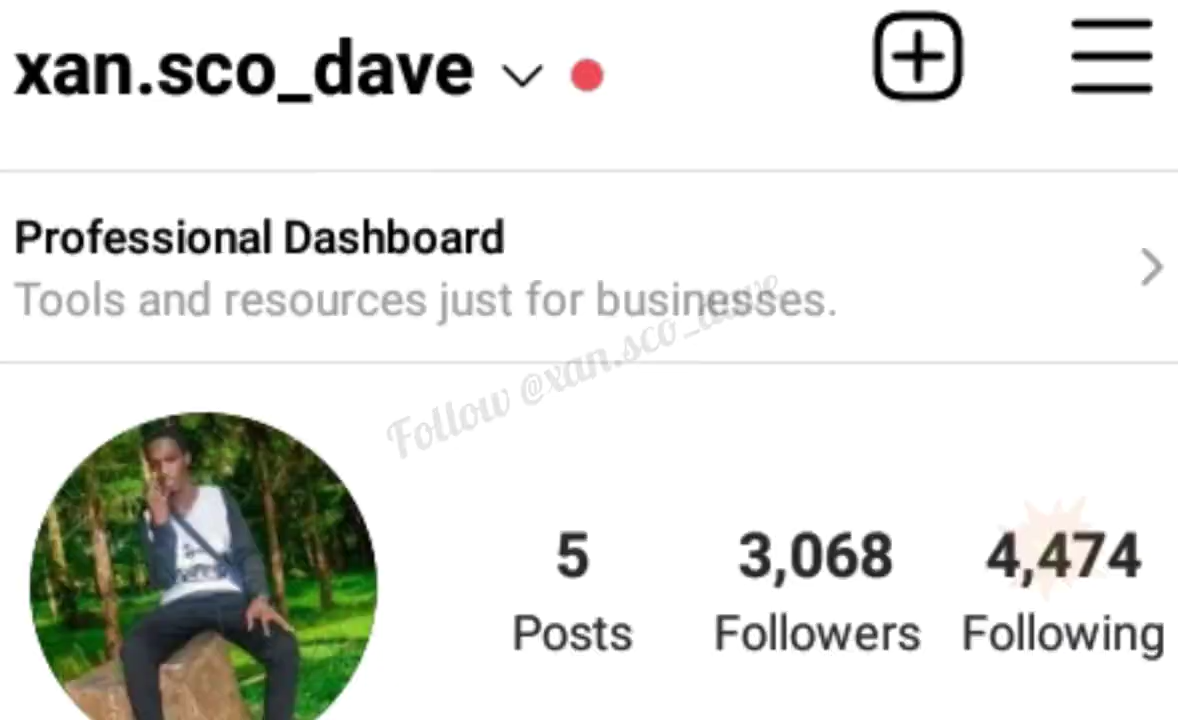 xan.sco_dave
Professional Dashboard
Tools and resources just for businesses.
Follow @xan.sco_dave
5
Posts
3,068
Followers
4,474
Following